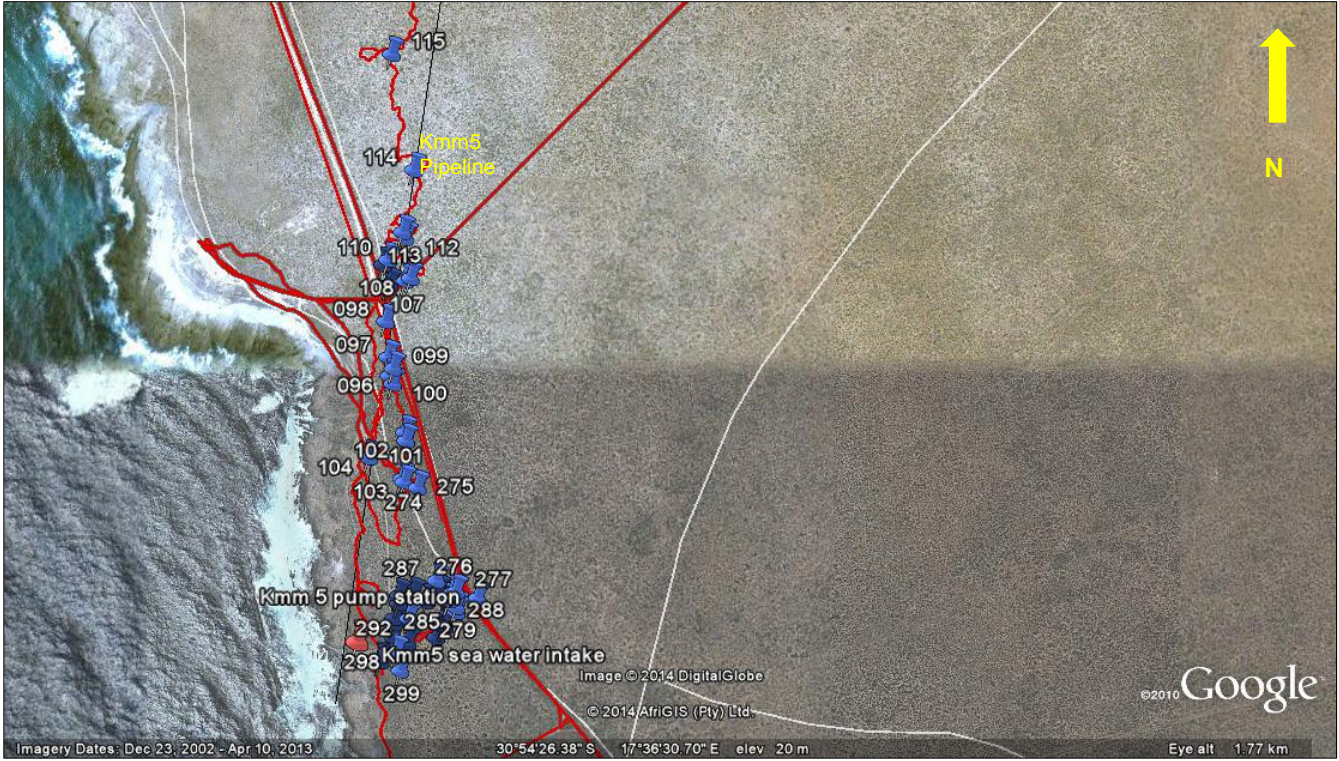 115
Kmm5
114
Pipeline
N
110
113
112
108
107
098
097
099
096
100
102
101
104
103
275
274
287
276
277
Kmm 5 pump station
288
292
285
279
298
Kmm5 sea water intake
299
Image © 2014 DigitalGlobe
© 2014 AfriGIS (Pty) Ltd.
©2010 Google
Imagery Dates: Dec 23, 2002 - Apr 10, 2013
30°54'26.38" S 17°36'30.70" E elev 20 m
Eye alt 1.77 km